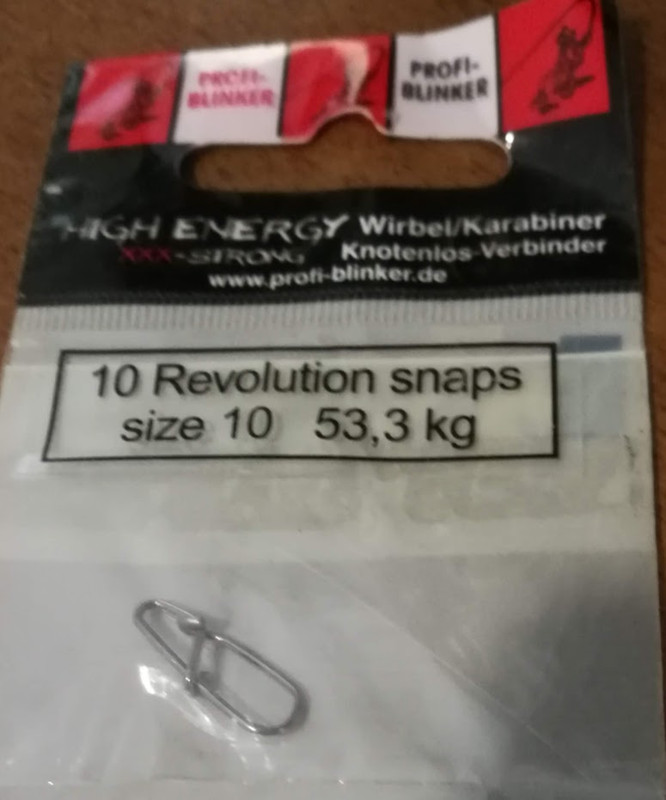 PROFI-
BLINKER
PROFI-
BLINKER
HIGH ENERGY Wirbel/Karabiner
XXX-STRONG Knotenlos-Verbinder
www.profi-blinker.de
10 Revolution snaps
size 10 53,3 kg